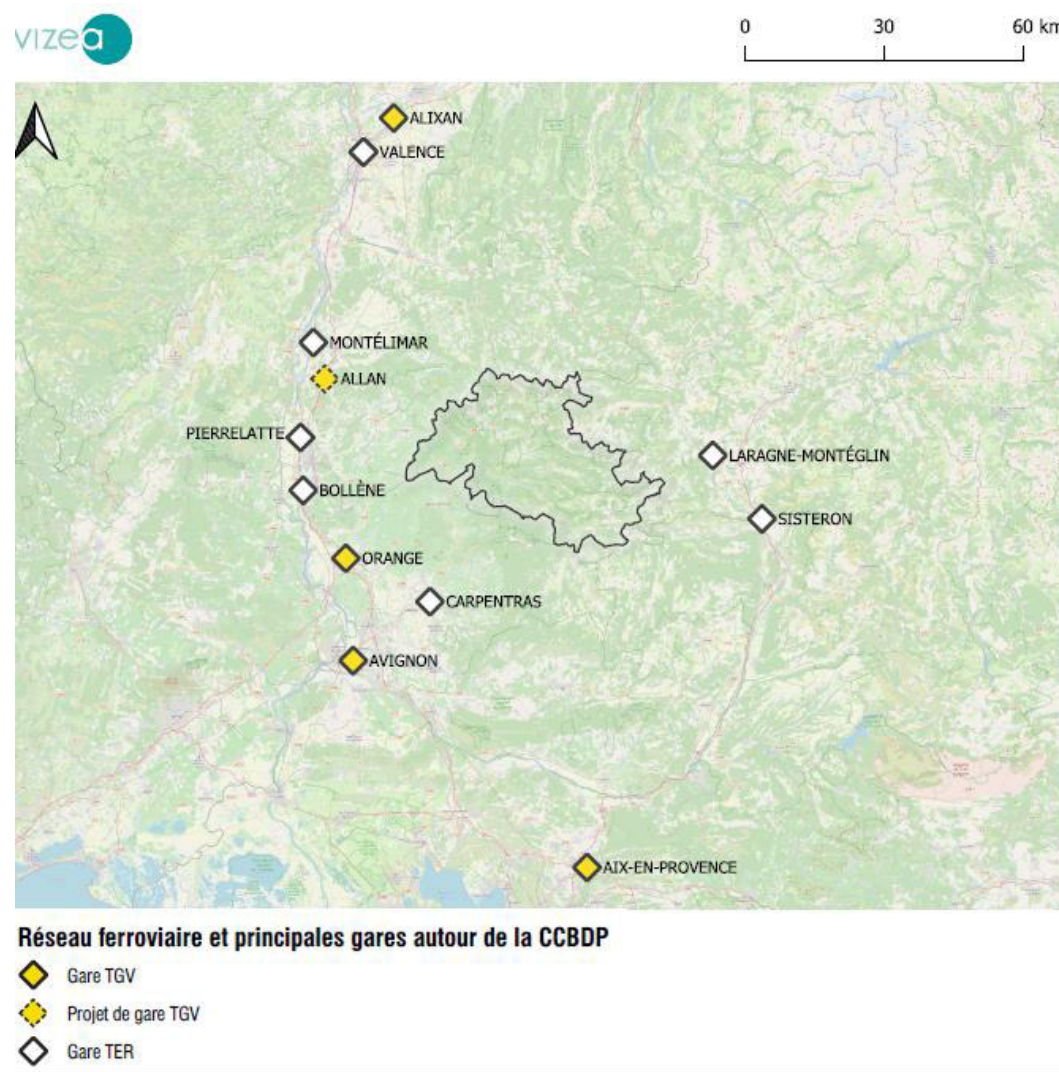 vizea
0 30 60 km
ALIXAN
VALENCE
MONTÉLIMAR
ALLAN
PIERRELATTE
LARAGNE-MONTÉGLIN
BOLLÈNE
SISTERON
ORANGE
CARPENTRAS
AVIGNON
AIX-EN-PROVENCE
Réseau ferroviaire et principales gares autour de la CCBDP
Gare TGV
Projet de gare TGV
Gare TER